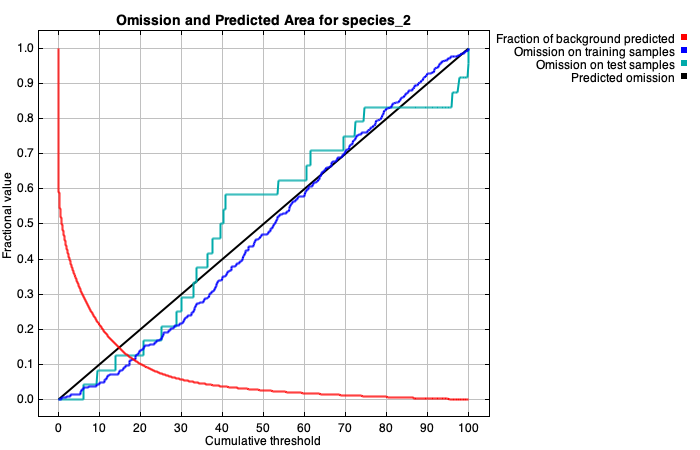 Omission and Predicted Area for species_2
Fraction of background predicted
Omission on training samples
Omission on test samples
Predicted omission
Fractional value
1.0
0.9
0.8
0.7
0.6
0.5
0.4
0.3
0.2
0.1
0.0
0 10 20 30 40 50 60 70 80 90 100
Cumulative threshold